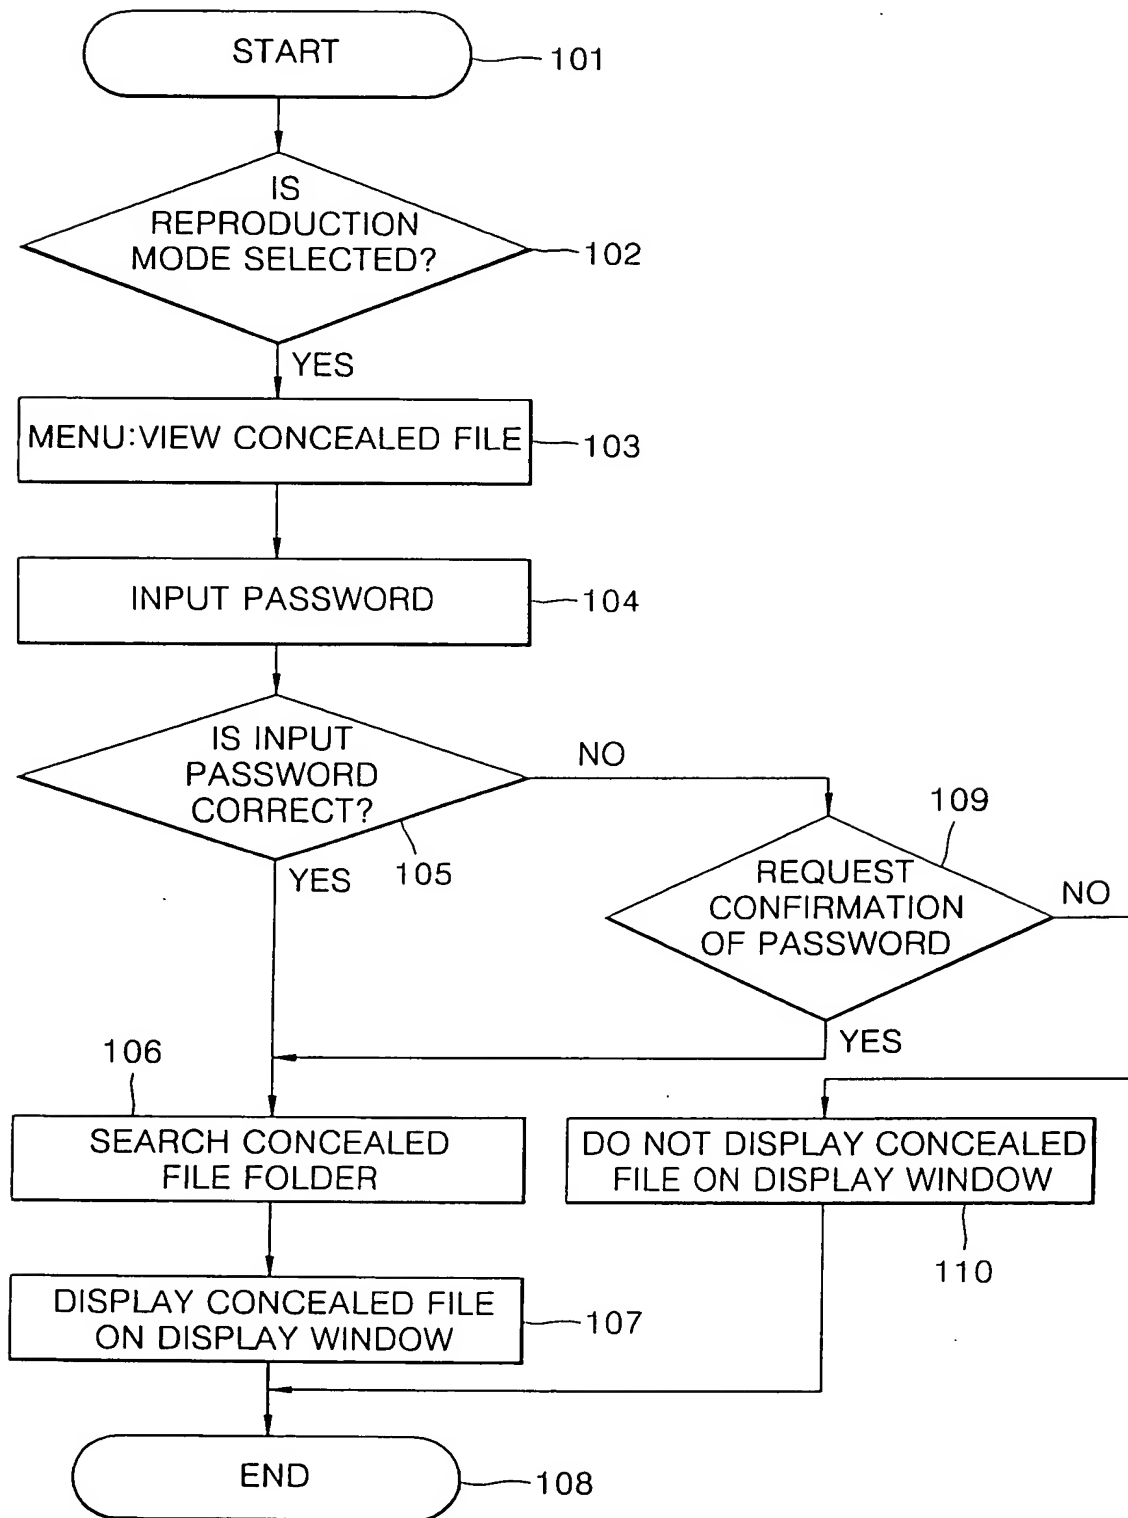 START
101
IS
REPRODUCTION
MODE SELECTED?
102
YES
MENU:VIEW CONCEALED FILE
103
INPUT PASSWORD
104
IS INPUT
PASSWORD
CORRECT?
105
NO
YES
109
REQUEST
CONFIRMATION
OF PASSWORD
NO
YES
106
SEARCH CONCEALED
FILE FOLDER
DO NOT DISPLAY CONCEALED
FILE ON DISPLAY WINDOW
110
DISPLAY CONCEALED FILE
ON DISPLAY WINDOW
107
END
108